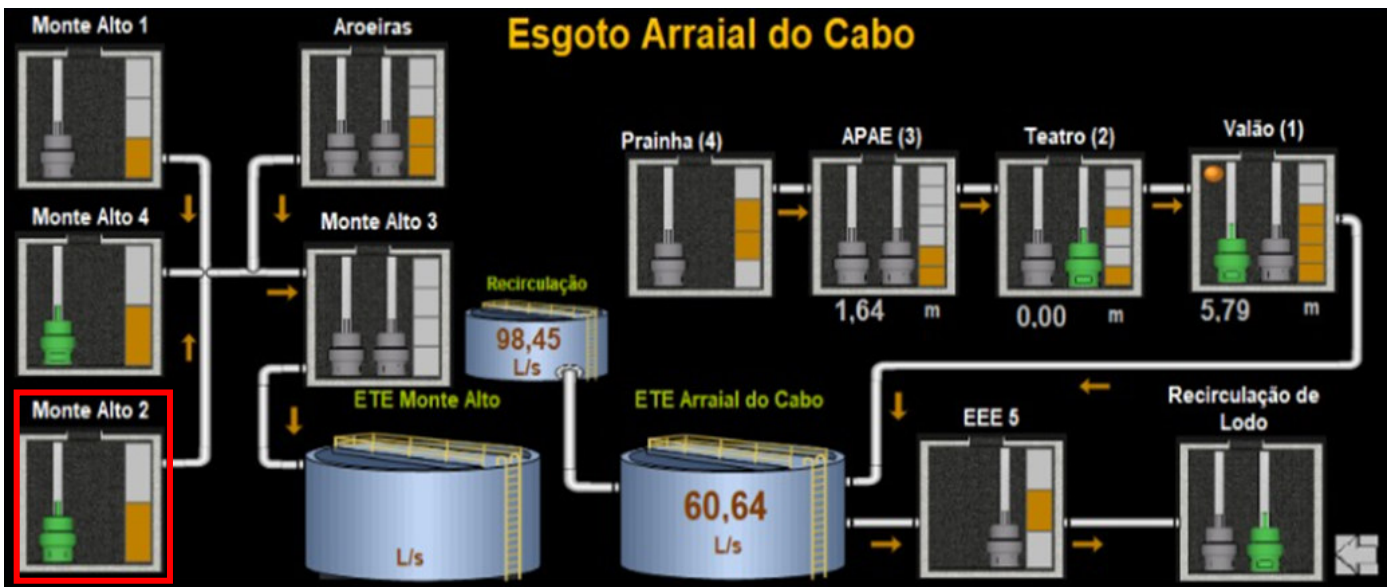 Esgoto Arraial do Cabo
Monte Alto 1
Aroeiras
Monte Alto 4
Monte Alto 3
Monte Alto 2
Recirculação
98,45
L/s
ETE Monte Alto
L/s
ETE Arraial do Cabo
60,64
L/s
Prainha (4)
APAE (3)
1,64 m
Teatro (2)
0,00 m
Valão (1)
5,79 m
EEE 5
Recirculação de
Lodo